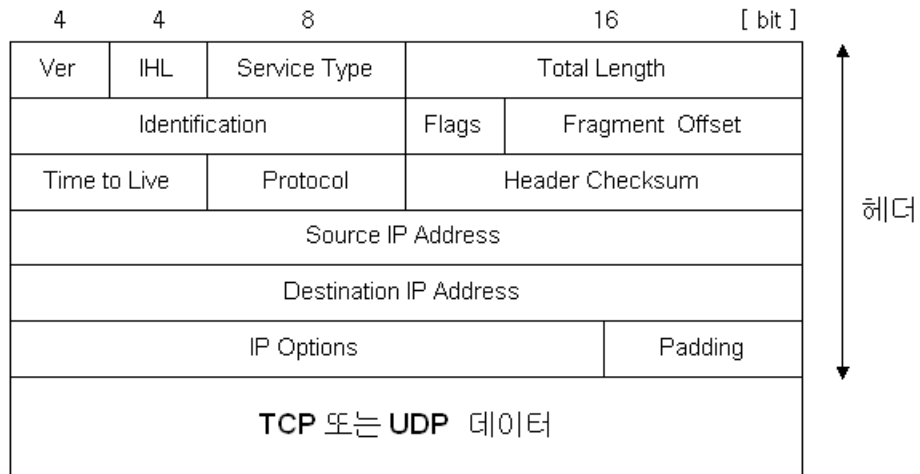 4 4 8 16 [ bit ]
Ver IHL Service Type Total Length
Identification Flags Fragment Offset
Time to Live Protocol Header Checksum
헤더
Source IP Address
Destination IP Address
IP Options Padding
TCP 또는 UDP 데이터